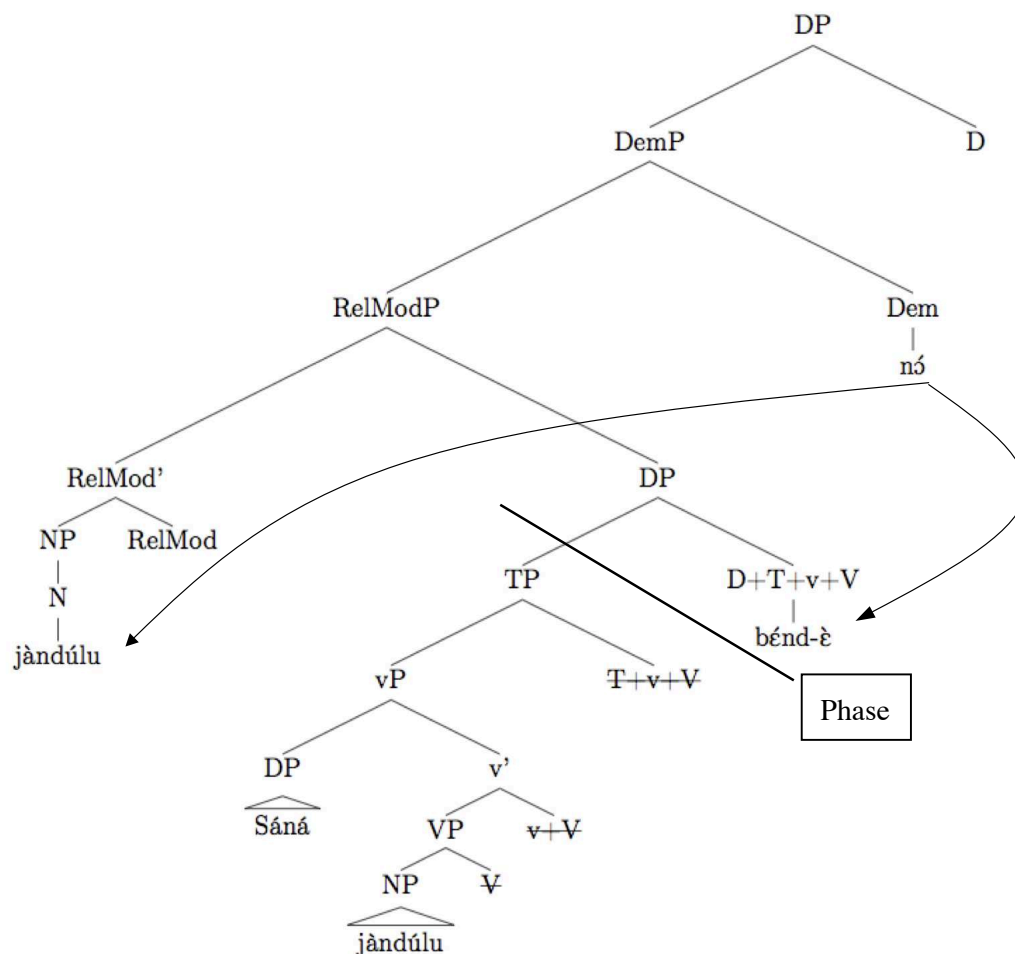 DP
DemP D
RelModP Dem
nɔ́
RelMod’ DP
NP RelMod
TP D+T+v+V
N
bɛ́nd-ɛ̀
jàndúlu
vP T+v+V
Phase
DP v’
Sáná
VP v+V
NP V
jàndúlu